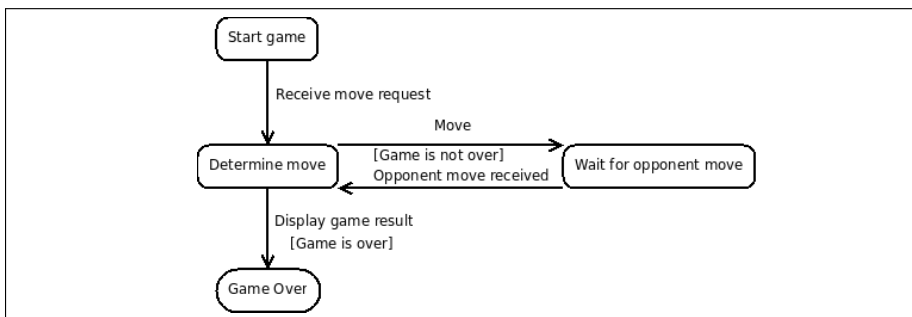 Start game
Receive move request
Move
Determine move
[Game is not over]
Opponent move received
Wait for opponent move
Display game result
[Game is over]
Game Over